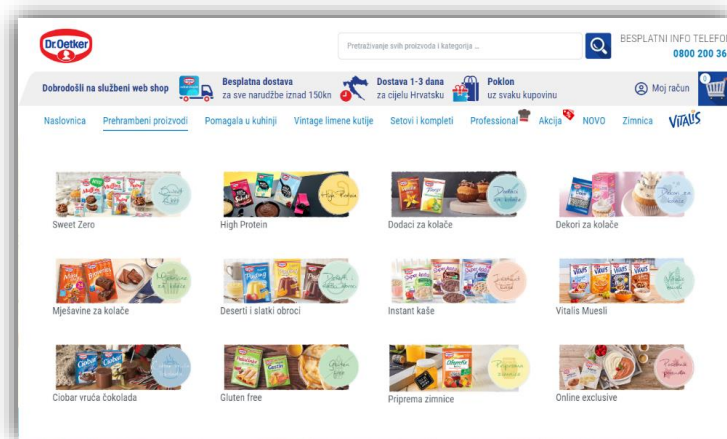 Dr.Oetker
Pretraživanje svih proizvoda i kategorija ...
BESPLATNI INFO TELEFO
0800 200 36
Dobrodošli na službeni web shop
Besplatna dostava
za sve narudžbe iznad 150kn
Dostava 1-3 dana
za cijelu Hrvatsku
Poklon
uz svaku kupovinu
Moj račun
0
Naslovnica Prehrambeni proizvodi Pomagala u kuhinji Vintage limene kutije Setovi i kompleti Professional Akcija NOVO Zimnica VITALIS
Sweet Zero
High Protein
Dodaci za kolače
Dekori za kolače
Mješavine za kolače
Deserti i slatki obroci
Instant kaše
Vitalis Muesli
Ciobar vruća čokolada
Gluten free
Priprema zimnice
Online exclusive